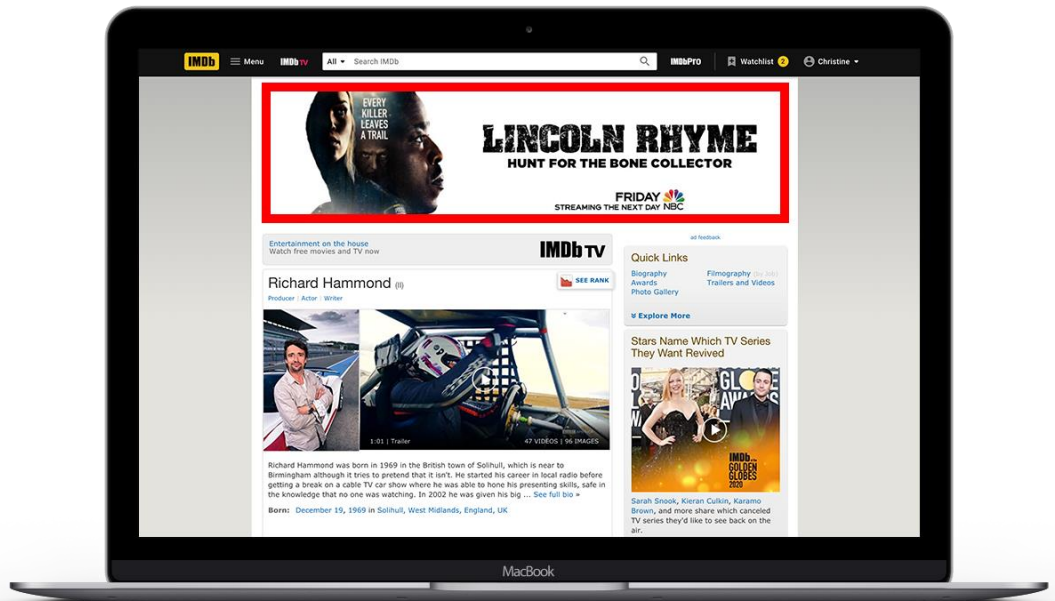 IMDb Menu IMDb TV All Search IMDb IMDbPro Watchlist 2 Christine
EVERY
KILLER
LEAVES
A TRAIL
LINCOLN RHYME
HUNT FOR THE BONE COLLECTOR
FRIDAY
STREAMING THE NEXT DAY NBC
ad feedback
Entertainment on the house
Watch free movies and TV now
IMDb TV
Richard Hammond (II)
SEE RANK
Producer | Actor | Writer
1:01 | Trailer
47 VIDEOS | 96 IMAGES
Richard Hammond was born in 1969 in the British town of Solihull, which is near to
Birmingham although it tries to pretend that it isn't. He started his career in local radio before
getting a break on a cable TV car show where he was able to hone his presenting skills, safe in
the knowledge that no one was watching. In 2002 he was given his big ... See full bio »
Born: December 19, 1969 in Solihull, West Midlands, England, UK
Quick Links
Biography
Awards
Photo Gallery
Filmography (by Job)
Trailers and Videos
Explore More
Stars Name Which TV Series
They Want Revived
GLOBE
AWA
IMDb at the
GOLDEN
GLOBES
2020
Sarah Snook, Kieran Culkin, Karamo
Brown, and more share which canceled
TV series they'd like to see back on the
air.
MacBook